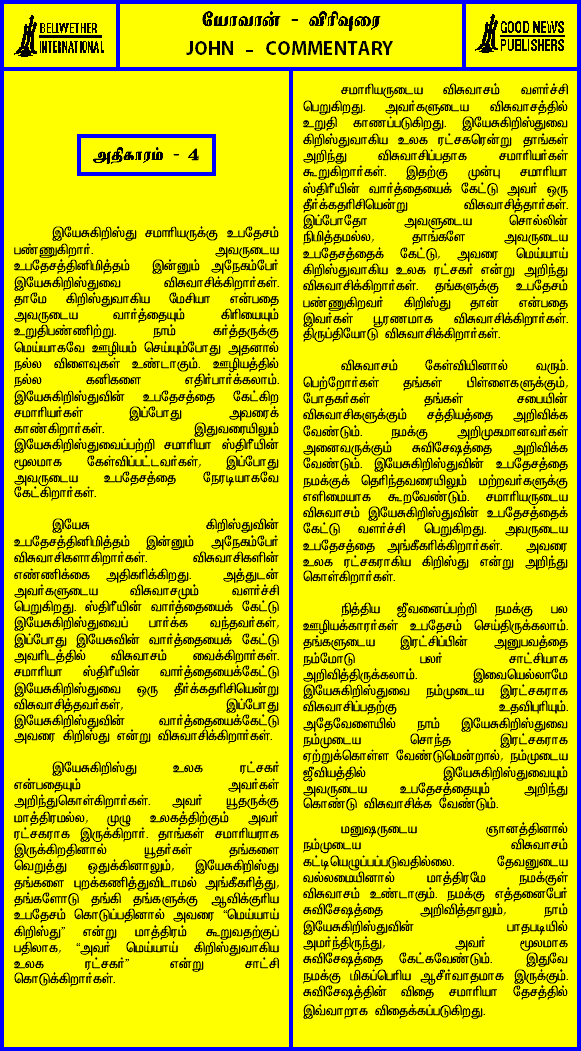 BELWETHER
INTERNATIONAL
யோவான் - விரிவுரை
JOHN - COMMENTARY
GOOD NEWS
PUBLISHERS
அதிகாரம் - 4
இயேசுகிறிஸ்து சமாரியருக்கு உபதேசம்
பண்ணுகிறார். அவருடைய
உபதேசத்தினிமித்தம் இன்னும் அநேகம்பேர்
இயேசுகிறிஸ்துவை விசுவாசிக்கிறார்கள்.
தாமே கிறிஸ்துவாகிய மேசியா என்பதை
அவருடைய வார்த்தையும் கிரியையும்
உறுதிபண்ணிற்று. நாம் கர்த்தருக்கு
மெய்யாகவே ஊழியம் செய்யும்போது அதனால்
நல்ல விளைவுகள் உண்டாகும். ஊழியத்தில்
நல்ல கனிகளை எதிர்பார்க்கலாம்.
இயேசுகிறிஸ்துவின் உபதேசத்தை கேட்கிற
சமாரியர்கள் இப்போது அவரைக்
காண்கிறார்கள். இதுவரையிலும்
இயேசுகிறிஸ்துவைப்பற்றி சமாரியா ஸ்திரீயின்
மூலமாக கேள்விப்பட்டவர்கள், இப்போது
அவருடைய உபதேசத்தை நேரடியாகவே
கேட்கிறார்கள்.
இயேசு கிறிஸ்துவின்
உபதேசத்தினிமித்தம் இன்னும் அநேகம்பேர்
விசுவாசிகளாகிறார்கள். விசுவாசிகளின்
எண்ணிக்கை அதிகரிக்கிறது. அத்துடன்
அவர்களுடைய விசுவாசமும் வளர்ச்சி
பெறுகிறது. ஸ்திரீயின் வார்த்தையைக் கேட்டு
இயேசுகிறிஸ்துவைப் பார்க்க வந்தவர்கள்,
இப்போது இயேசுவின் வார்த்தையைக் கேட்டு
அவரிடத்தில் விசுவாசம் வைக்கிறார்கள்.
சமாரியா ஸ்திரீயின் வார்த்தையைக்கேட்டு
இயேசுகிறிஸ்துவை ஒரு தீர்க்கதரிசியென்று
விசுவாசித்தவர்கள், இப்போது
இயேசுகிறிஸ்துவின் வார்த்தையைக்கேட்டு
அவரை கிறிஸ்து என்று விசுவாசிக்கிறார்கள்.
இயேசுகிறிஸ்து உலக ரட்சகர்
என்பதையும் அவர்கள்
அறிந்துகொள்கிறார்கள். அவர் யூதருக்கு
மாத்திரமல்ல, முழு உலகத்திற்கும் அவர்
ரட்சகராக இருக்கிறார். தாங்கள் சமாரியராக
இருக்கிறதினால் யூதர்கள் தங்களை
வெறுத்து ஒதுக்கினாலும், இயேசுகிறிஸ்து
தங்களை புறக்கணித்துவிடாமல் அங்கீகரித்து,
தங்களோடு தங்கி தங்களுக்கு ஆவிக்குரிய
உபதேசம் கொடுப்பதினால் அவரை “மெய்யாய்
கிறிஸ்து” என்று மாத்திரம் கூறுவதற்குப்
பதிலாக, “அவர் மெய்யாய் கிறிஸ்துவாகிய
உலக ரட்சகர்” என்று சாட்சி
கொடுக்கிறார்கள்.
சமாரியருடைய விசுவாசம் வளர்ச்சி
பெறுகிறது. அவர்களுடைய விசுவாசத்தில்
உறுதி காணப்படுகிறது. இயேசுகிறிஸ்துவை
கிறிஸ்துவாகிய உலக ரட்சகரென்று தாங்கள்
அறிந்து விசுவாசிப்பதாக சமாரியர்கள்
கூறுகிறார்கள். இதற்கு முன்பு சமாரியா
ஸ்திரீயின் வார்த்தையைக் கேட்டு அவர் ஒரு
தீர்க்கதரிசியென்று விசுவாசித்தார்கள்.
இப்போதோ அவளுடைய சொல்லின்
நிமித்தமல்ல, தாங்களே அவருடைய
உபதேசத்தைக் கேட்டு, அவரை மெய்யாய்
கிறிஸ்துவாகிய உலக ரட்சகர் என்று அறிந்து
விசுவாசிக்கிறார்கள். தங்களுக்கு உபதேசம்
பண்ணுகிறவர் கிறிஸ்து தான் என்பதை
இவர்கள் பூரணமாக விசுவாசிக்கிறார்கள்.
திருப்தியோடு விசுவாசிக்கிறார்கள்.
விசுவாசம் கேள்வியினால் வரும்.
பெற்றோர்கள் தங்கள் பிள்ளைகளுக்கும்,
போதகர்கள் தங்கள் சபையின்
விசுவாசிகளுக்கும் சத்தியத்தை அறிவிக்க
வேண்டும். நமக்கு அறிமுகமானவர்கள்
அனைவருக்கும் சுவிசேஷத்தை அறிவிக்க
வேண்டும். இயேசுகிறிஸ்துவின் உபதேசத்தை
நமக்குத் தெரிந்தவரையிலும் மற்றவர்களுக்கு
எளிமையாக கூறவேண்டும். சமாரியருடைய
விசுவாசம் இயேசுகிறிஸ்துவின் உபதேசத்தைக்
கேட்டு வளர்ச்சி பெறுகிறது. அவருடைய
உபதேசத்தை அங்கீகரிக்கிறார்கள். அவரை
உலக ரட்சகராகிய கிறிஸ்து என்று அறிந்து
கொள்கிறார்கள்.
நித்திய ஜீவனைப்பற்றி நமக்கு பல
ஊழியக்காரர்கள் உபதேசம் செய்திருக்கலாம்.
தங்களுடைய இரட்சிப்பின் அனுபவத்தை
நம்மோடு பலர் சாட்சியாக
அறிவித்திருக்கலாம். இவையெல்லாமே
இயேசுகிறிஸ்துவை நம்முடைய இரட்சகராக
விசுவாசிப்பதற்கு உதவிபுரியும்.
அதேவேளையில் நாம் இயேசுகிறிஸ்துவை
நம்முடைய சொந்த இரட்சகராக
ஏற்றுக்கொள்ள வேண்டுமென்றால், நம்முடைய
ஜீவியத்தில் இயேசுகிறிஸ்துவையும்
அவருடைய உபதேசத்தையும் அறிந்து
கொண்டு விசுவாசிக்க வேண்டும்.
மனுஷருடைய ஞானத்தினால்
நம்முடைய விசுவாசம்
கட்டியெழுப்பப்படுவதில்லை. தேவனுடைய
வல்லமையினால் மாத்திரமே நமக்குள்
விசுவாசம் உண்டாகும். நமக்கு எத்தனைபேர்
சுவிசேஷத்தை அறிவித்தாலும், நாம்
இயேசுகிறிஸ்துவின் பாதபடியில்
அமர்ந்திருந்து, அவர் மூலமாக
சுவிசேஷத்தை கேட்கவேண்டும். இதுவே
நமக்கு மிகப்பெரிய ஆசீர்வாதமாக இருக்கும்.
சுவிசேஷத்தின் விதை சமாரியா தேசத்தில்
இவ்வாறாக விதைக்கப்படுகிறது.